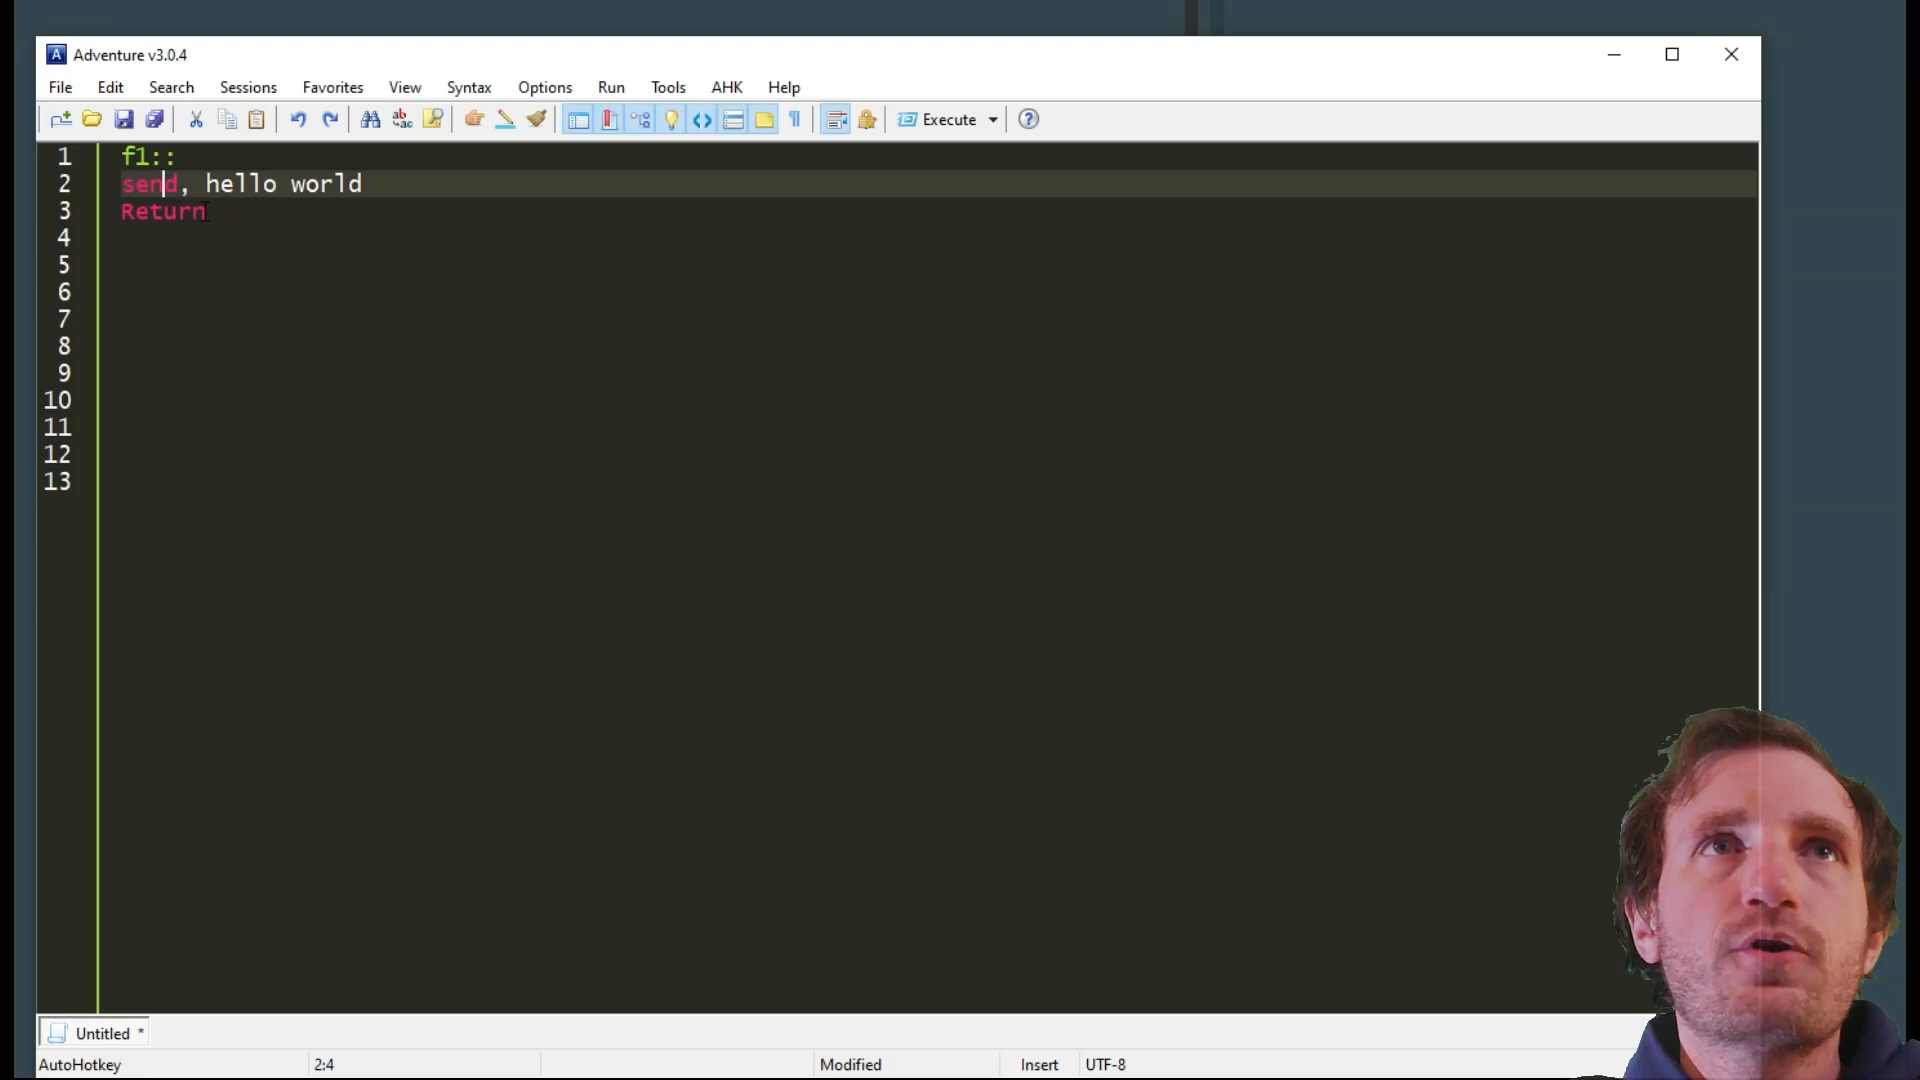 Adventure v3.0.4
File Edit Search Sessions Favorites View Syntax Options Run Tools AHK Help
Execute
1 f1::
2 send, hello world
3 Return
4
5
6
7
8
9
10
11
12
13
Untitled *
AutoHotkey 2:4 Modified Insert UTF-8